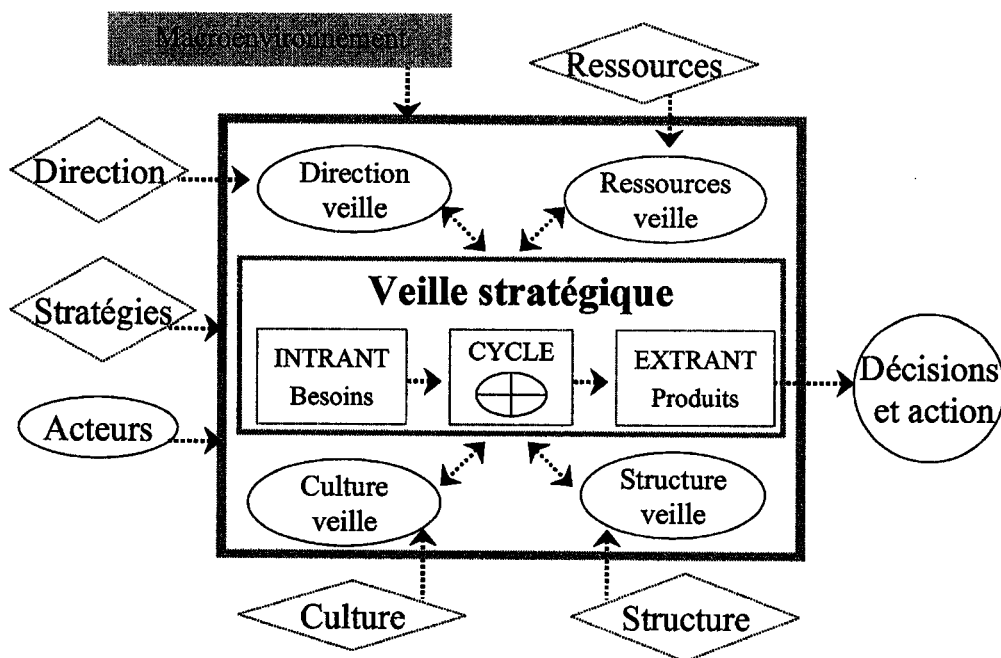 Macroenvironnement
Ressources
Direction
Direction
veille
Ressources
veille
Stratégies
Veille stratégique
INTRANT
Besoins
CYCLE
EXTRANT
Produits
Décisions
et action
Acteurs
Culture
veille
Structure
veille
Culture
Structure